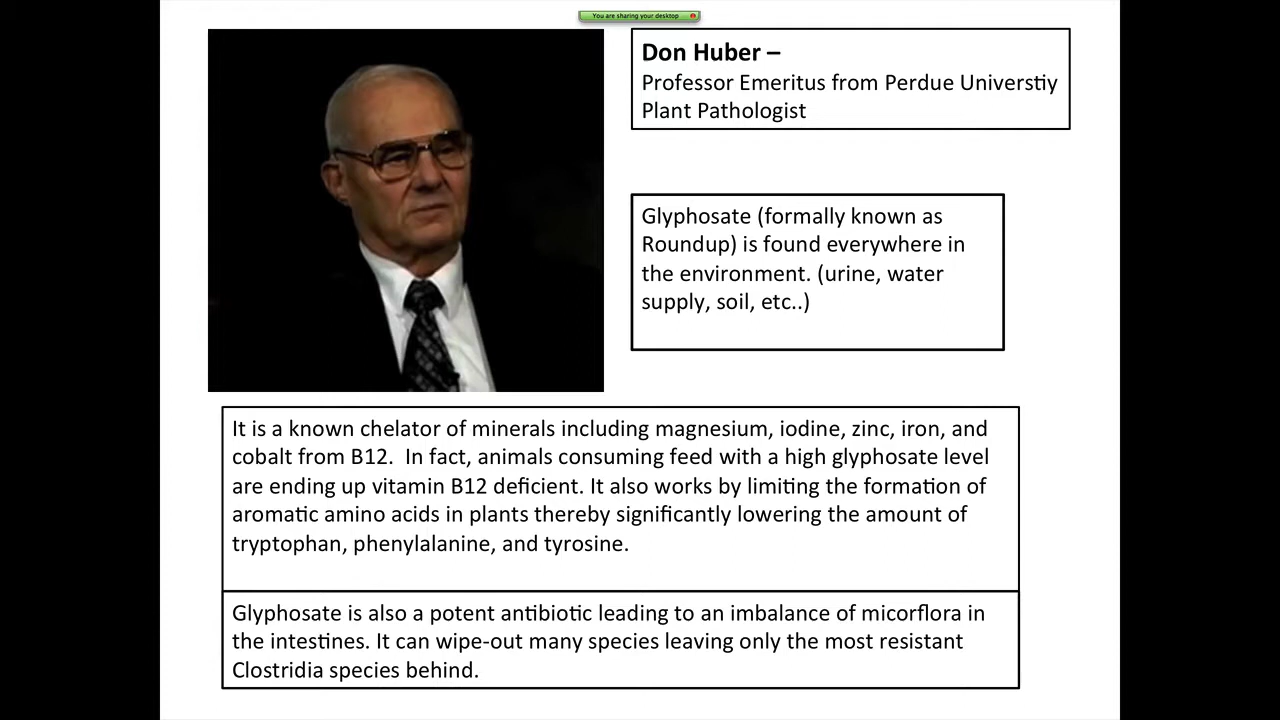 You are sharing your desktop
Don Huber –
Professor Emeritus from Perdue Universtiy
Plant Pathologist
Glyphosate (formally known as
Roundup) is found everywhere in
the environment. (urine, water
supply, soil, etc..)
It is a known chelator of minerals including magnesium, iodine, zinc, iron, and
cobalt from B12.  In fact, animals consuming feed with a high glyphosate level
are ending up vitamin B12 deficient. It also works by limiting the formation of
aromatic amino acids in plants thereby significantly lowering the amount of
tryptophan, phenylalanine, and tyrosine.
Glyphosate is also a potent antibiotic leading to an imbalance of micorflora in
the intestines. It can wipe-out many species leaving only the most resistant
Clostridia species behind.